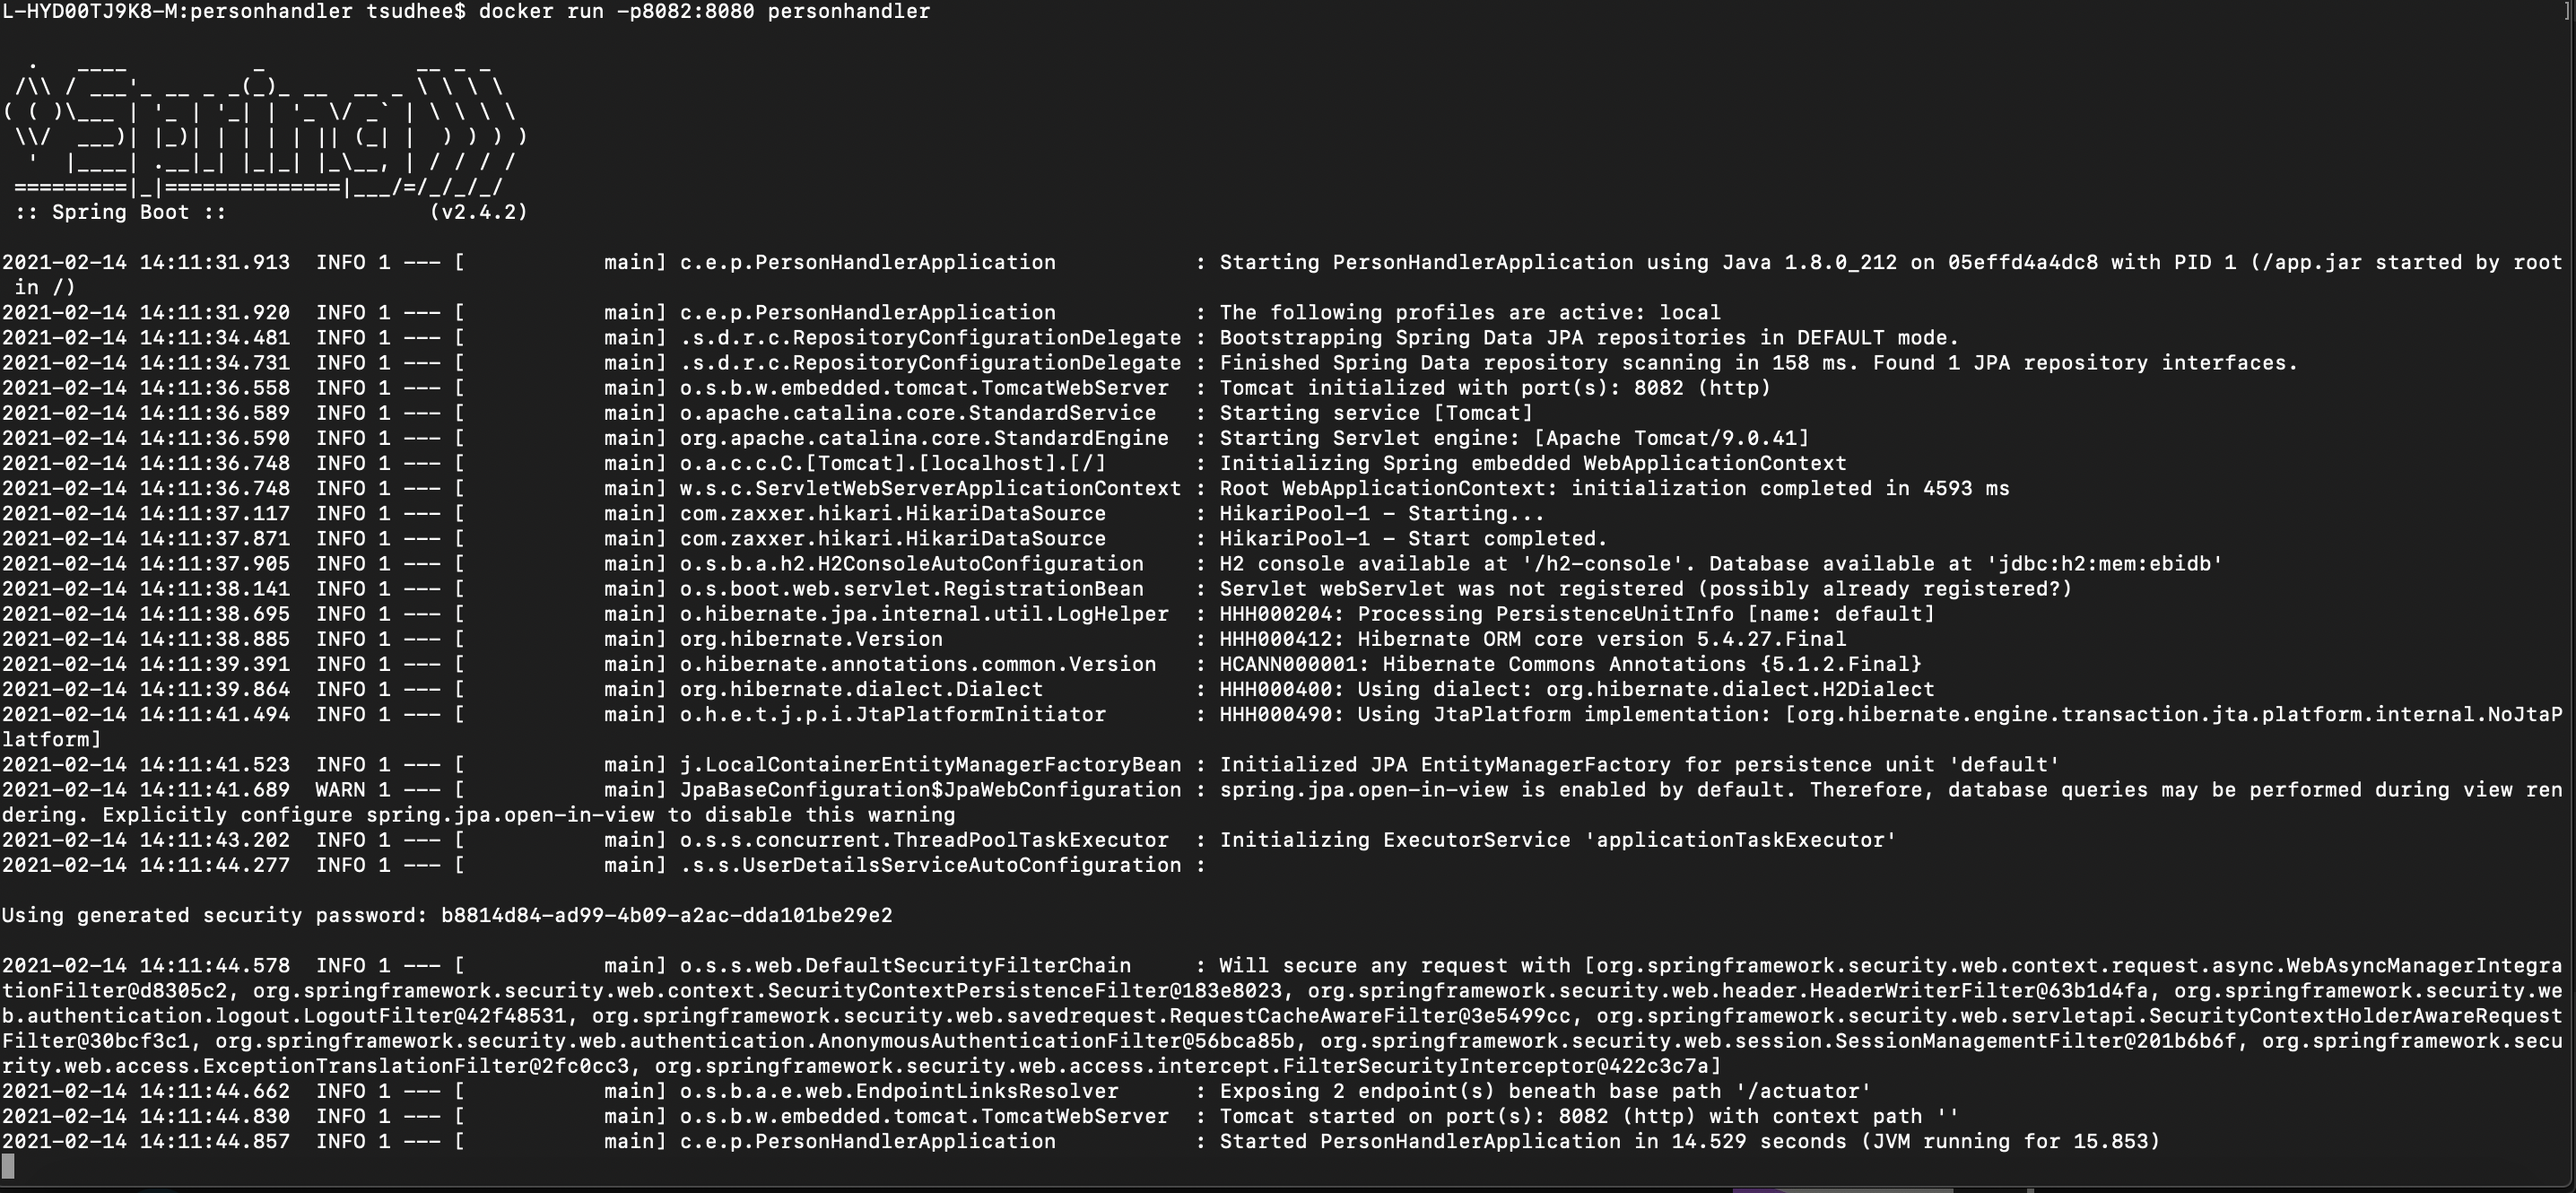 L-HYD00TJ9K8-M:personhandler tsudhee$ docker run -p8082:8080 personhandler ]
  .   ____          _            __ _ _
 /\\ / ___'_ __ _ _(_)_ __  __ _ \ \ \ \
( ( )\___ | '_ | '_| | '_ \/ _` | \ \ \ \
 \\/  ___)| |_)| | | | | || (_| |  ) ) ) )
  '  |____| .__|_| |_|_| |_\__, | / / / /
 =========|_|==============|___/=/_/_/_/
 :: Spring Boot ::                (v2.4.2)
2021-02-14 14:11:31.913  INFO 1 --- [           main] c.e.p.PersonHandlerApplication           : Starting PersonHandlerApplication using Java 1.8.0_212 on 05effd4a4dc8 with PID 1 (/app.jar started by root
 in /)
2021-02-14 14:11:31.920  INFO 1 --- [           main] c.e.p.PersonHandlerApplication           : The following profiles are active: local
2021-02-14 14:11:34.481  INFO 1 --- [           main] .s.d.r.c.RepositoryConfigurationDelegate : Bootstrapping Spring Data JPA repositories in DEFAULT mode.
2021-02-14 14:11:34.731  INFO 1 --- [           main] .s.d.r.c.RepositoryConfigurationDelegate : Finished Spring Data repository scanning in 158 ms. Found 1 JPA repository interfaces.
2021-02-14 14:11:36.558  INFO 1 --- [           main] o.s.b.w.embedded.tomcat.TomcatWebServer  : Tomcat initialized with port(s): 8082 (http)
2021-02-14 14:11:36.589  INFO 1 --- [           main] o.apache.catalina.core.StandardService   : Starting service [Tomcat]
2021-02-14 14:11:36.590  INFO 1 --- [           main] org.apache.catalina.core.StandardEngine  : Starting Servlet engine: [Apache Tomcat/9.0.41]
2021-02-14 14:11:36.748  INFO 1 --- [           main] o.a.c.c.C.[Tomcat].[localhost].[/]       : Initializing Spring embedded WebApplicationContext
2021-02-14 14:11:36.748  INFO 1 --- [           main] w.s.c.ServletWebServerApplicationContext : Root WebApplicationContext: initialization completed in 4593 ms
2021-02-14 14:11:37.117  INFO 1 --- [           main] com.zaxxer.hikari.HikariDataSource       : HikariPool-1 - Starting...
2021-02-14 14:11:37.871  INFO 1 --- [           main] com.zaxxer.hikari.HikariDataSource       : HikariPool-1 - Start completed.
2021-02-14 14:11:37.905  INFO 1 --- [           main] o.s.b.a.h2.H2ConsoleAutoConfiguration    : H2 console available at '/h2-console'. Database available at 'jdbc:h2:mem:ebidb'
2021-02-14 14:11:38.141  INFO 1 --- [           main] o.s.boot.web.servlet.RegistrationBean    : Servlet webServlet was not registered (possibly already registered?)
2021-02-14 14:11:38.695  INFO 1 --- [           main] o.hibernate.jpa.internal.util.LogHelper  : HHH000204: Processing PersistenceUnitInfo [name: default]
2021-02-14 14:11:38.885  INFO 1 --- [           main] org.hibernate.Version                    : HHH000412: Hibernate ORM core version 5.4.27.Final
2021-02-14 14:11:39.391  INFO 1 --- [           main] o.hibernate.annotations.common.Version   : HCANN000001: Hibernate Commons Annotations {5.1.2.Final}
2021-02-14 14:11:39.864  INFO 1 --- [           main] org.hibernate.dialect.Dialect            : HHH000400: Using dialect: org.hibernate.dialect.H2Dialect
2021-02-14 14:11:41.494  INFO 1 --- [           main] o.h.e.t.j.p.i.JtaPlatformInitiator       : HHH000490: Using JtaPlatform implementation: [org.hibernate.engine.transaction.jta.platform.internal.NoJtaP
latform]
2021-02-14 14:11:41.523  INFO 1 --- [           main] j.LocalContainerEntityManagerFactoryBean : Initialized JPA EntityManagerFactory for persistence unit 'default'
2021-02-14 14:11:41.689  WARN 1 --- [           main] JpaBaseConfiguration$JpaWebConfiguration : spring.jpa.open-in-view is enabled by default. Therefore, database queries may be performed during view ren
dering. Explicitly configure spring.jpa.open-in-view to disable this warning
2021-02-14 14:11:43.202  INFO 1 --- [           main] o.s.s.concurrent.ThreadPoolTaskExecutor  : Initializing ExecutorService 'applicationTaskExecutor'
2021-02-14 14:11:44.277  INFO 1 --- [           main] .s.s.UserDetailsServiceAutoConfiguration :
Using generated security password: b8814d84-ad99-4b09-a2ac-dda101be29e2
2021-02-14 14:11:44.578  INFO 1 --- [           main] o.s.s.web.DefaultSecurityFilterChain     : Will secure any request with [org.springframework.security.web.context.request.async.WebAsyncManagerIntegra
tionFilter@d8305c2, org.springframework.security.web.context.SecurityContextPersistenceFilter@183e8023, org.springframework.security.web.header.HeaderWriterFilter@63b1d4fa, org.springframework.security.we
b.authentication.logout.LogoutFilter@42f48531, org.springframework.security.web.savedrequest.RequestCacheAwareFilter@3e5499cc, org.springframework.security.web.servletapi.SecurityContextHolderAwareRequest
Filter@30bcf3c1, org.springframework.security.web.authentication.AnonymousAuthenticationFilter@56bca85b, org.springframework.security.web.session.SessionManagementFilter@201b6b6f, org.springframework.secu
rity.web.access.ExceptionTranslationFilter@2fc0cc3, org.springframework.security.web.access.intercept.FilterSecurityInterceptor@422c3c7a]
2021-02-14 14:11:44.662  INFO 1 --- [           main] o.s.b.a.e.web.EndpointLinksResolver      : Exposing 2 endpoint(s) beneath base path '/actuator'
2021-02-14 14:11:44.830  INFO 1 --- [           main] o.s.b.w.embedded.tomcat.TomcatWebServer  : Tomcat started on port(s): 8082 (http) with context path ''
2021-02-14 14:11:44.857  INFO 1 --- [           main] c.e.p.PersonHandlerApplication           : Started PersonHandlerApplication in 14.529 seconds (JVM running for 15.853)